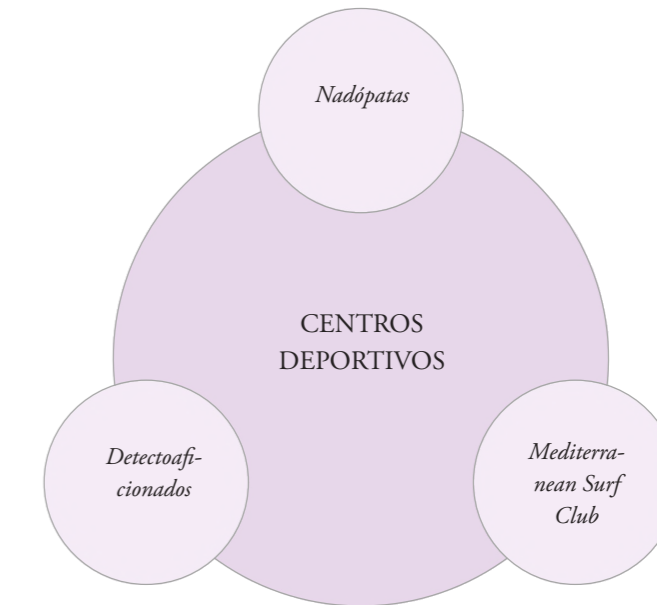 Nadópatas
CENTROS
DEPORTIVOS
Detectoafi-
cionados
Mediterra-
nean Surf
Club